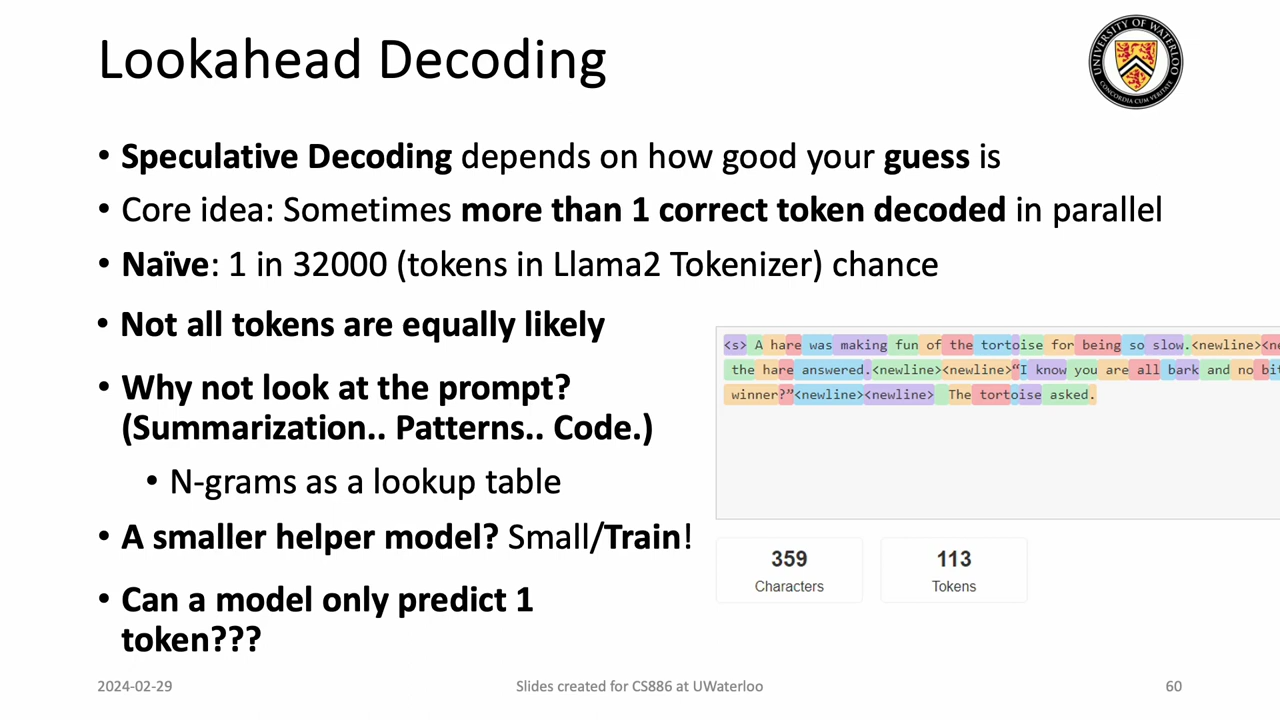 Lookahead Decoding
UNIVERSITY OF WATERLOO
CONCORDIA CUM VERITATE
• Speculative Decoding depends on how good your guess is
• Core idea: Sometimes more than 1 correct token decoded in parallel
• Naïve: 1 in 32000 (tokens in Llama2 Tokenizer) chance
• Not all tokens are equally likely
• Why not look at the prompt?
(Summarization.. Patterns.. Code.)
• N-grams as a lookup table
• A smaller helper model? Small/Train!
• Can a model only predict 1
token???
<s> A hare was making fun of the tortoise for being so slow.<newline><ne
the hare answered.<newline><newline>“I know you are all bark and no bit
winner?”<newline><newline> The tortoise asked.
359
Characters
113
Tokens
2024-02-29
Slides created for CS886 at UWaterloo
60